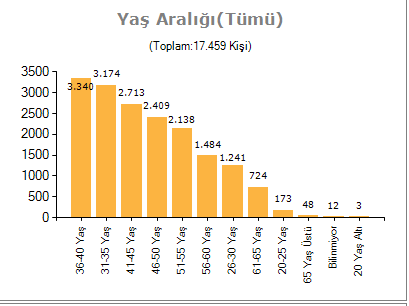 Yaş Aralığı(Tümü)
(Toplam:17.459 Kişi)
3500
3000
2500
2000
1500
1000
500
0
3.340
3.174
2.713
2.409
2.138
1.484
1.241
724
173
48
12
3
36-40 Yaş
31-35 Yaş
41-45 Yaş
46-50 Yaş
51-55 Yaş
56-60 Yaş
26-30 Yaş
61-65 Yaş
20-25 Yaş
65 Yaş Üstü
Bilinmiyor
20 Yaş Altı